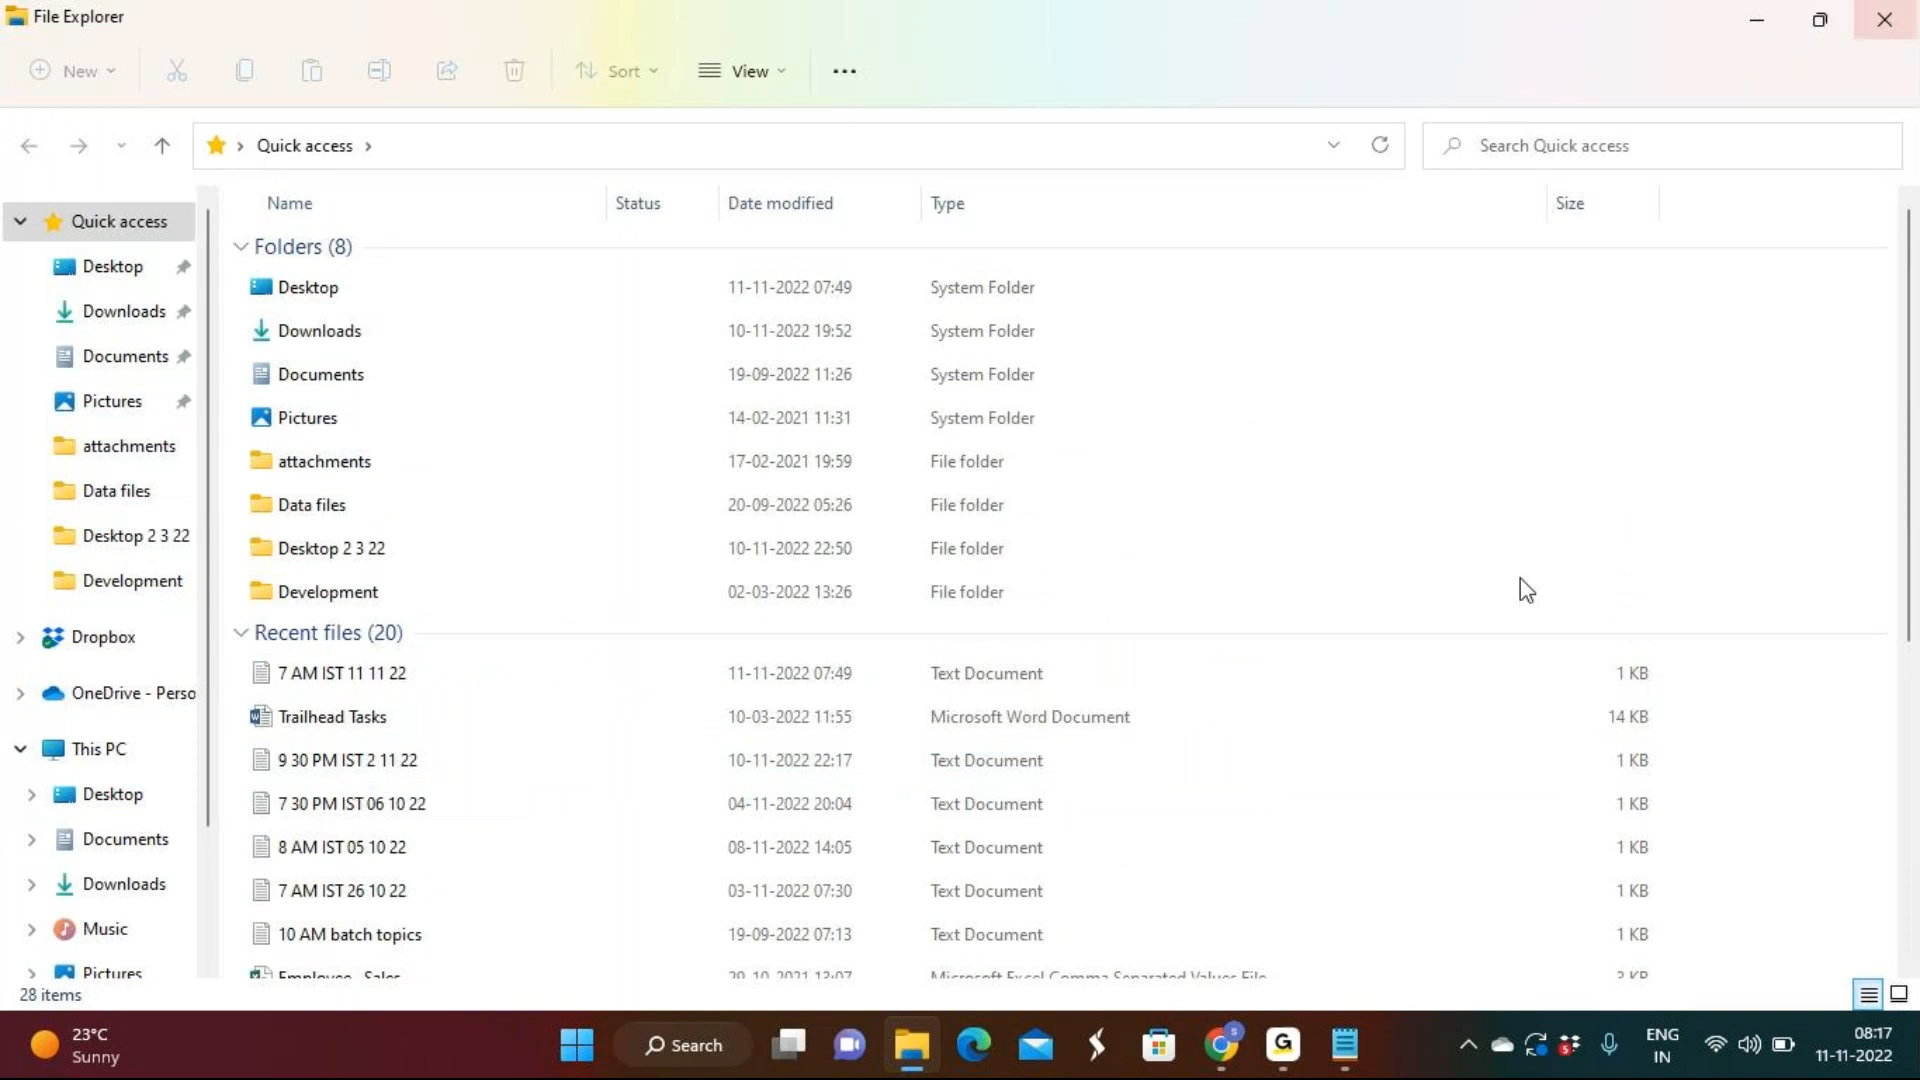 File Explorer
New
Sort
View
Quick access
Search Quick access
Name Status Date modified Type Size
Quick access
Desktop
Downloads
Documents
Pictures
attachments
Data files
Desktop 2 3 22
Development
Dropbox
OneDrive - Perso
This PC
Desktop
Documents
Downloads
Music
Pictures
Folders (8)
Desktop 11-11-2022 07:49 System Folder
Downloads 10-11-2022 19:52 System Folder
Documents 19-09-2022 11:26 System Folder
Pictures 14-02-2021 11:31 System Folder
attachments 17-02-2021 19:59 File folder
Data files 20-09-2022 05:26 File folder
Desktop 2 3 22 10-11-2022 22:50 File folder
Development 02-03-2022 13:26 File folder
Recent files (20)
7 AM IST 11 11 22 11-11-2022 07:49 Text Document 1 KB
Trailhead Tasks 10-03-2022 11:55 Microsoft Word Document 14 KB
9 30 PM IST 2 11 22 10-11-2022 22:17 Text Document 1 KB
7 30 PM IST 06 10 22 04-11-2022 20:04 Text Document 1 KB
8 AM IST 05 10 22 08-11-2022 14:05 Text Document 1 KB
7 AM IST 26 10 22 03-11-2022 07:30 Text Document 1 KB
10 AM batch topics 19-09-2022 07:13 Text Document 1 KB
Employee Sales 29-10-2021 13:07 Microsoft Excel Comma Separated Values File 3 KB
28 items
23°C
Sunny
Search
S
G
5
ENG
IN
08:17
11-11-2022